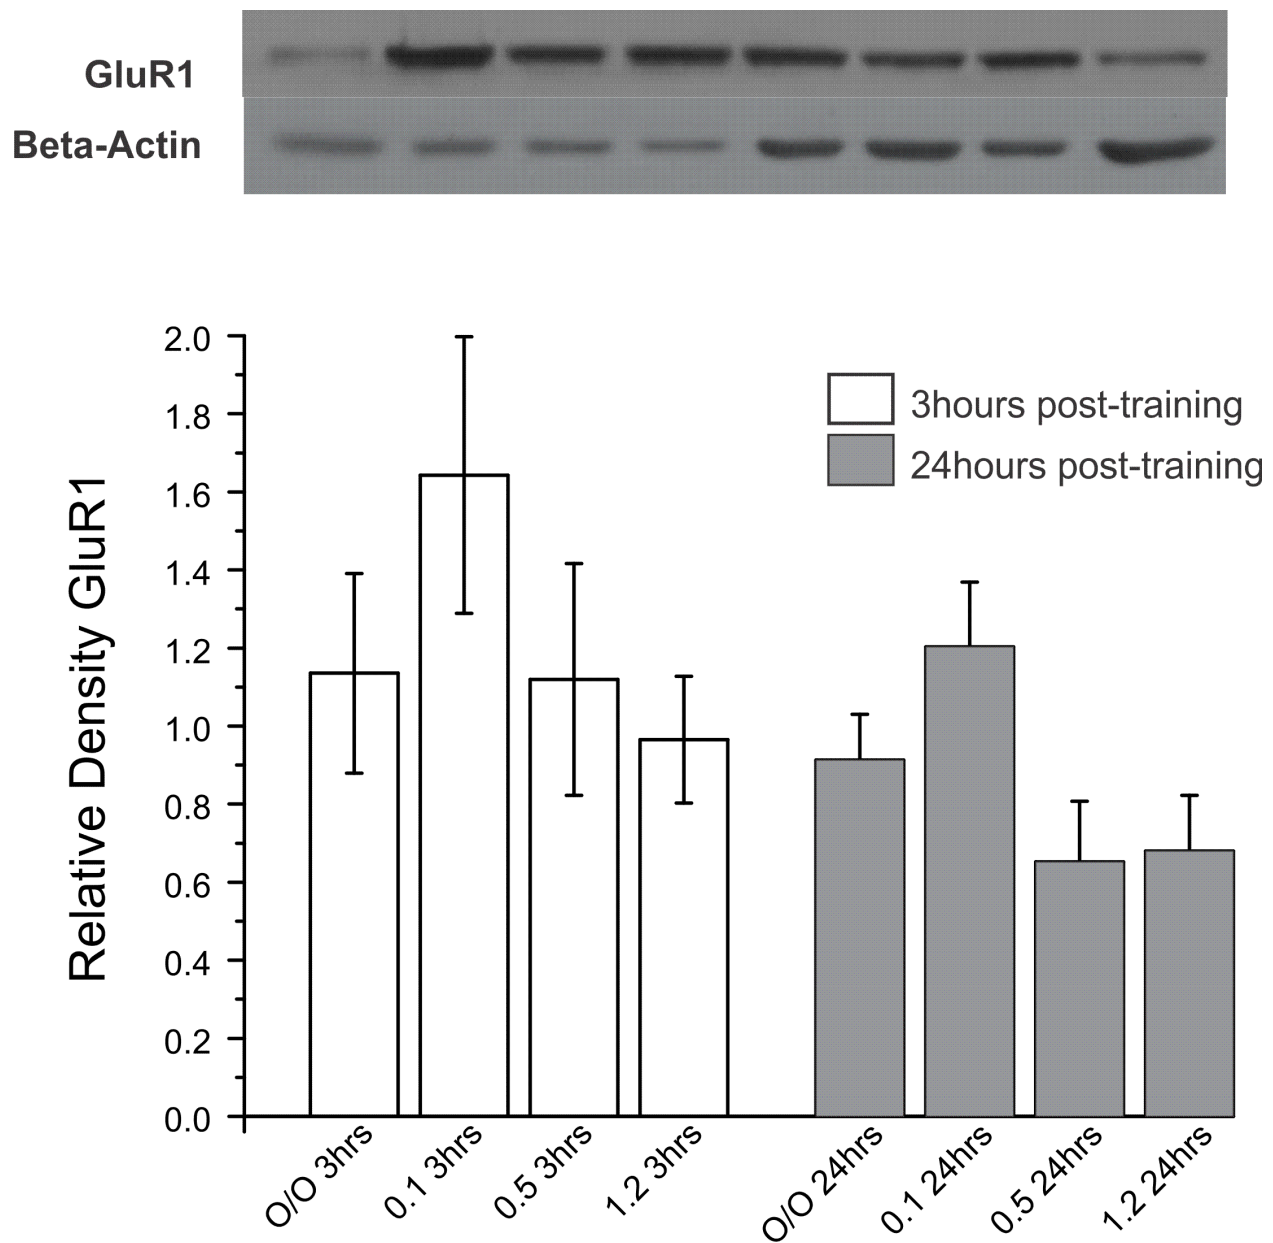 GluR1
Beta-Actin
2.0
1.8
1.6
1.4
1.2
1.0
0.8
0.6
0.4
0.2
0.0
Relative Density GluR1
3hours post-training
24hours post-training
O/O 3hrs
0.1 3hrs
0.5 3hrs
1.2 3hrs
O/O 24hrs
0.1 24hrs
0.5 24hrs
1.2 24hrs